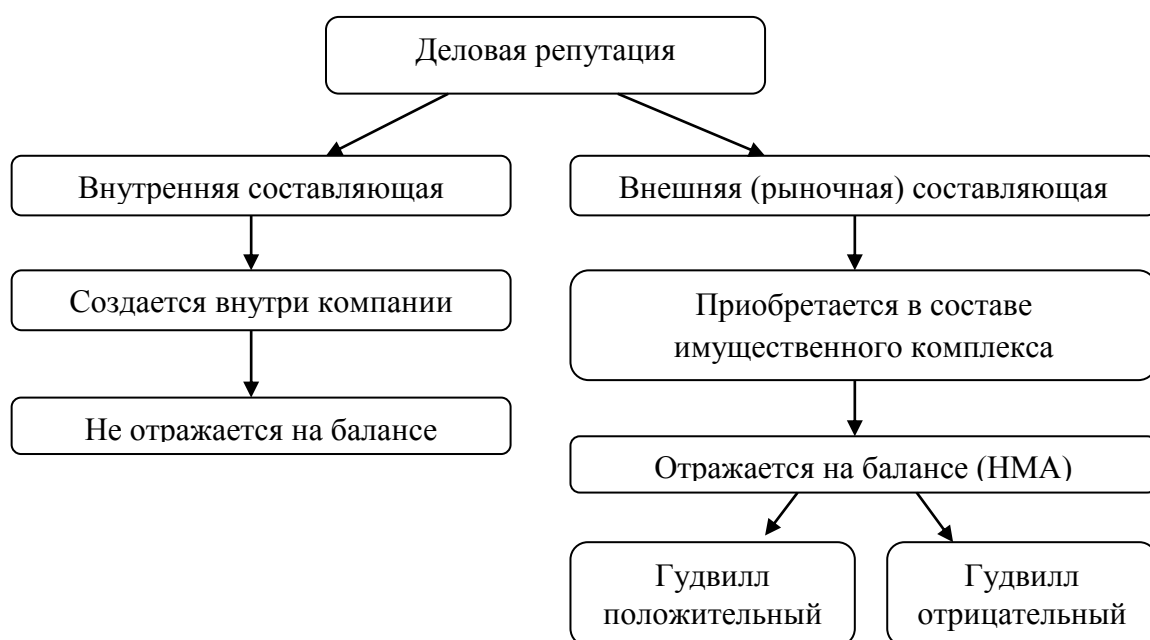 Деловая репутация
Внутренняя составляющая
Внешняя (рыночная) составляющая
Создается внутри компании
Приобретается в составе
имущественного комплекса
Не отражается на балансе
Отражается на балансе (НМА)
Гудвилл
положительный
Гудвилл
отрицательный